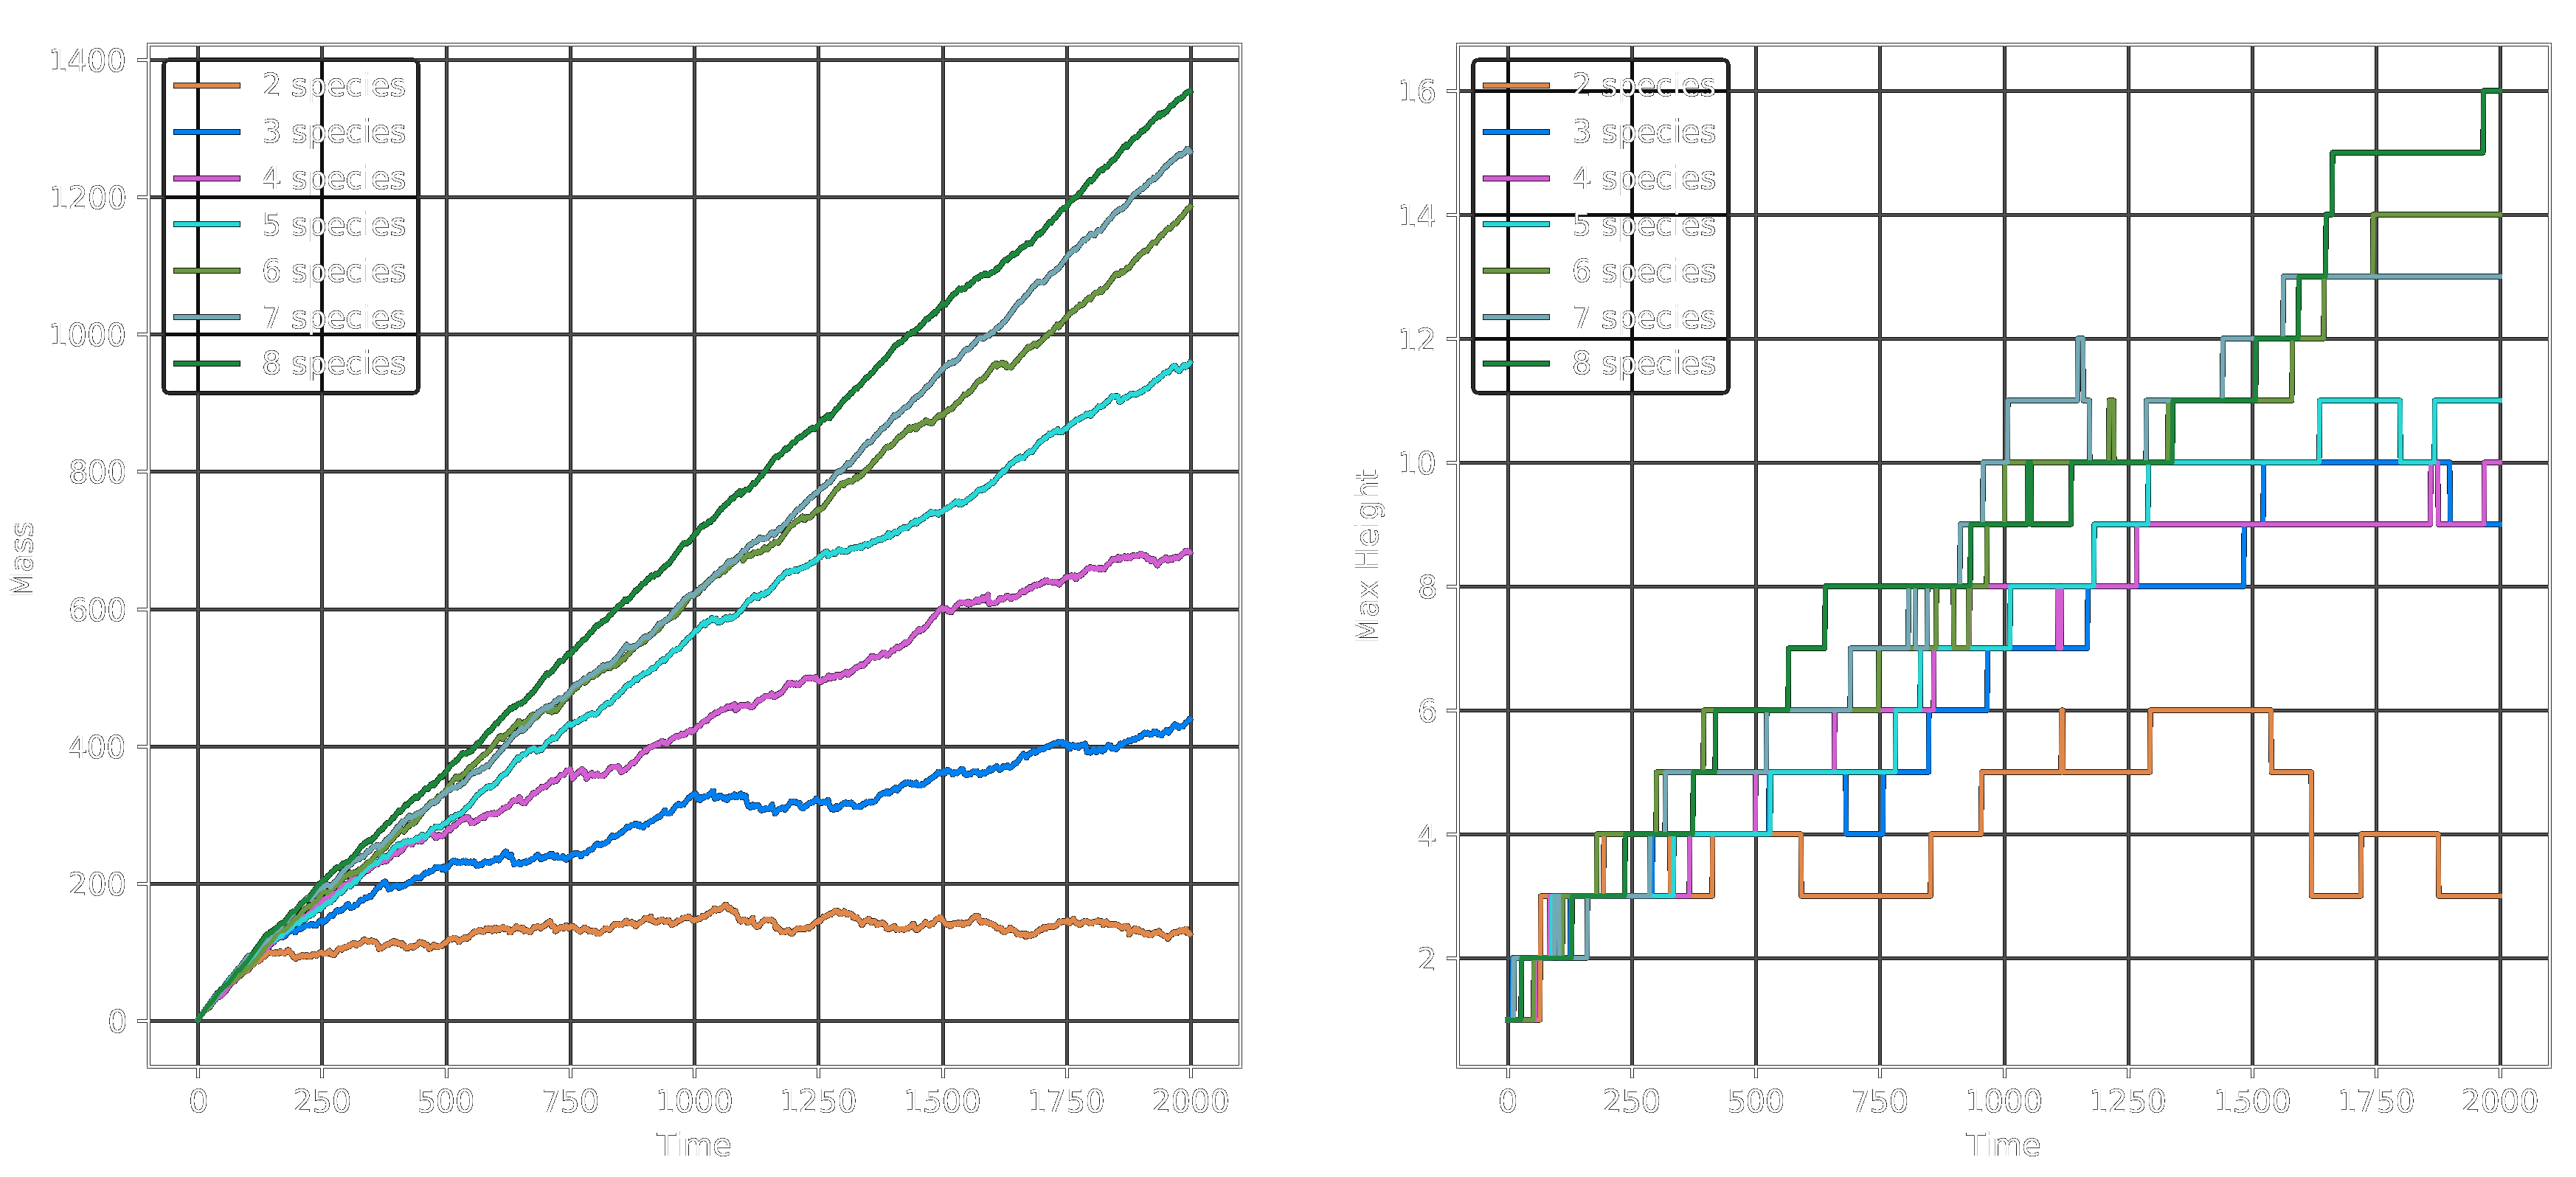 1400
1200
1000
800
600
400
200
0
Mass
2 species
3 species
4 species
5 species
6 species
7 species
8 species
0 250 500 750 1000 1250 1500 1750 2000
Time
16
14
12
10
8
6
4
2
Max Height
2 species
3 species
4 species
5 species
6 species
7 species
8 species
0 250 500 750 1000 1250 1500 1750 2000
Time